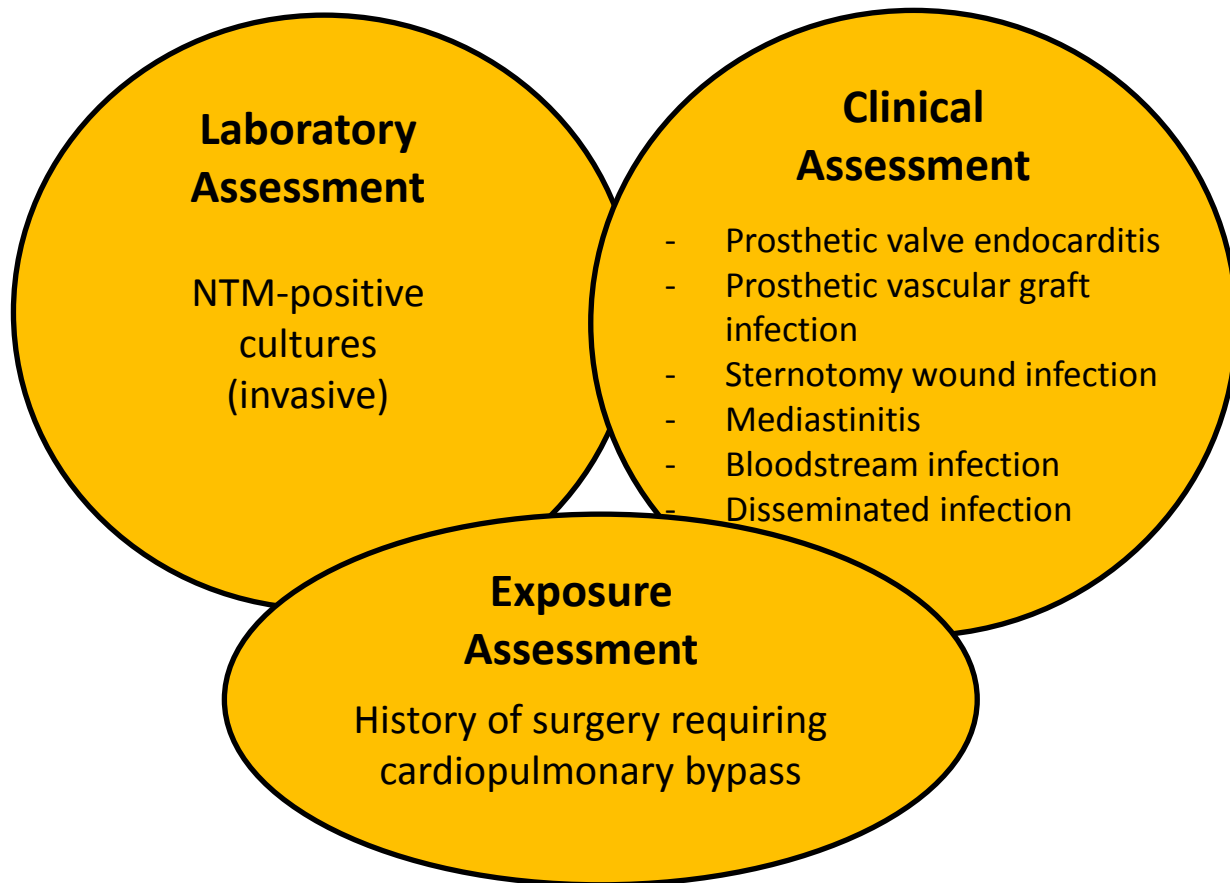 Laboratory
Assessment
NTM-positive
cultures
(invasive)
Clinical
Assessment
- Prosthetic valve endocarditis
- Prosthetic vascular graft
infection
- Sternotomy wound infection
- Mediastinitis
- Bloodstream infection
- Disseminated infection
Exposure
Assessment
History of surgery requiring
cardiopulmonary bypass